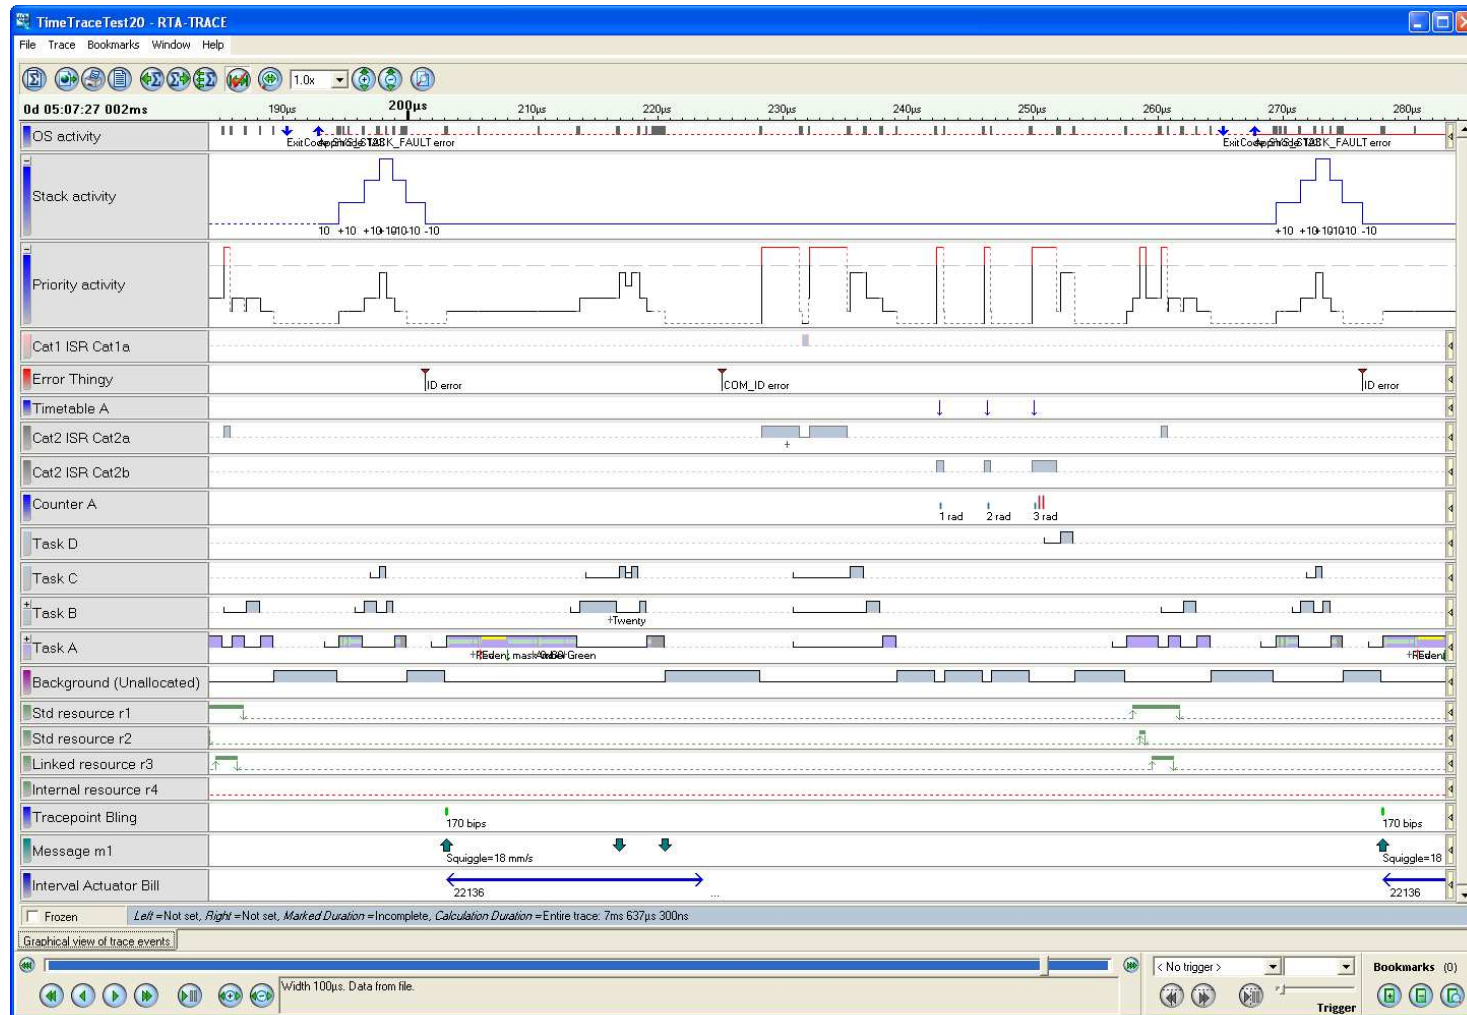 TimeTraceTest20 - RTA-TRACE
File Trace Bookmarks Window Help
1.0x
0d 05:07:27 002ms 190µs 200µs 210µs 220µs 230µs 240µs 250µs 260µs 270µs 280µs
OS activity
TASK_FAULT error
FAULT error
Stack activity
10 +10 +10 -10 -10
+10 +10 -10
Priority activity
Cat1 ISR Cat1a
Error Thingy
ID error COM_ID error ID error
Timetable A
Cat2 ISR Cat2a
+
Cat2 ISR Cat2b
Counter A
1 rad 2 rad 3 rad
Task D
Task C
Task B
+Twenty
Task A
Green
Background (Unallocated)
Std resource r1
Std resource r2
Linked resource r3
Internal resource r4
Tracepoint Bling
170 bips 170 bips
Message m1
Squiggle=18 mm/s Squiggle=18
Interval Actuator Bill
22136 ... 22136
Frozen Left =Not set, Right =Not set, Marked Duration =Incomplete, Calculation Duration =Entire trace: 7ms 637µs 300ns
Graphical view of trace events
< No trigger > Bookmarks (0)
Width 100µs. Data from file.
Trigger